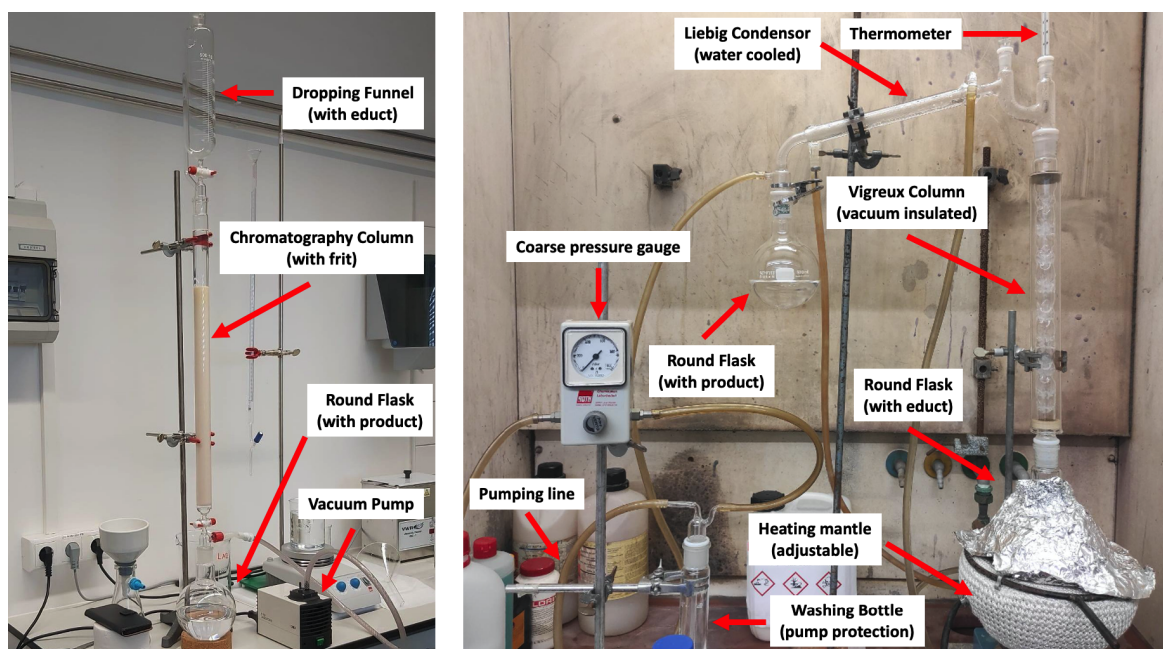 Dropping Funnel
(with educt)
Chromatography Column
(with frit)
Round Flask
(with product)
Vacuum Pump
Liebig Condensor
(water cooled)
Thermometer
Vigreux Column
(vacuum insulated)
Coarse pressure gauge
Round Flask
(with product)
Round Flask
(with educt)
Pumping line
Heating mantle
(adjustable)
Washing Bottle
(pump protection)
ROTH